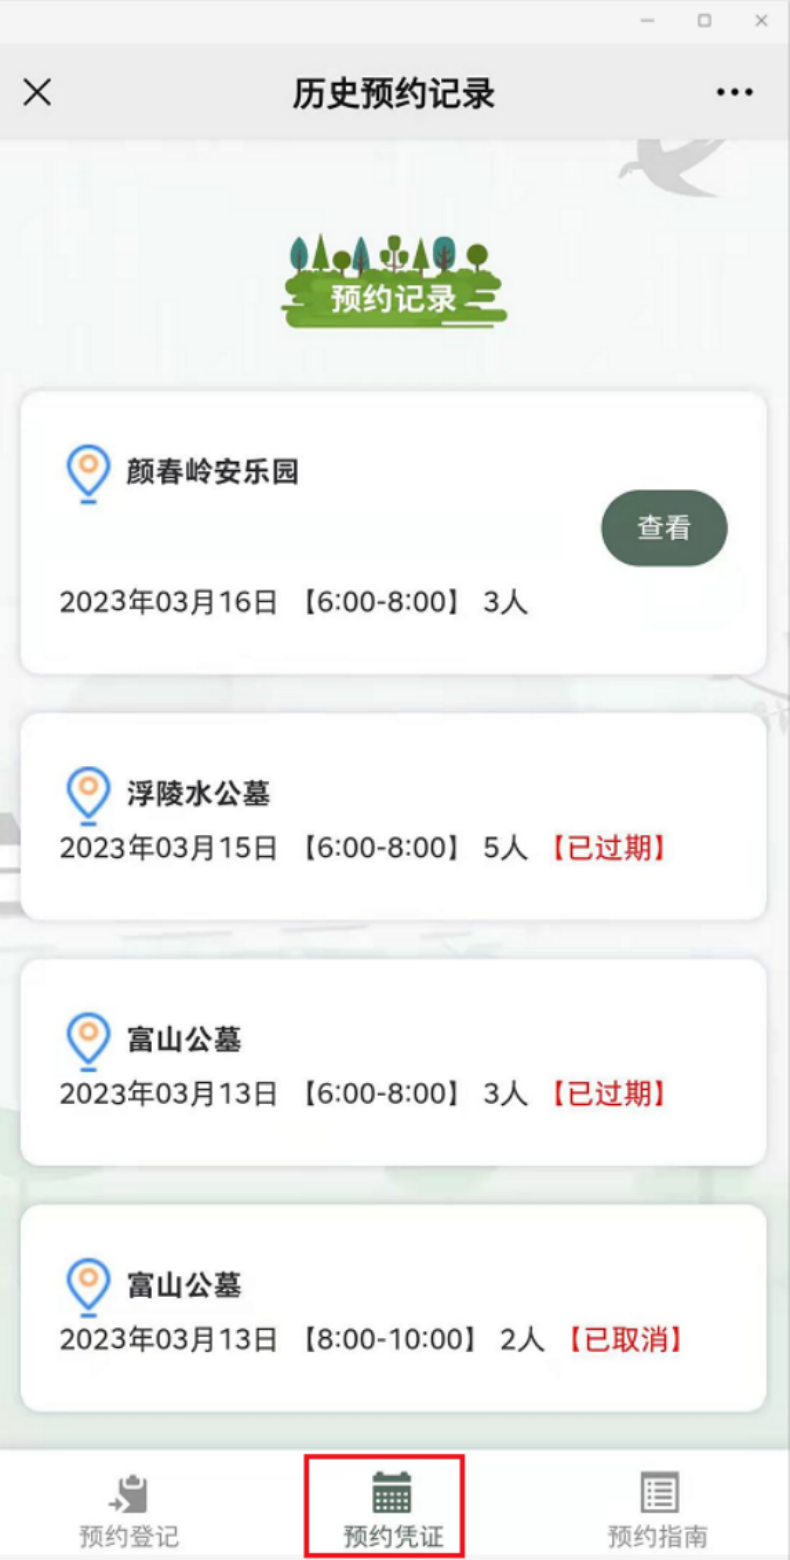 历史预约记录
预约记录
颜春岭安乐园
查看
2023年03月16日 【6:00-8:00】 3人
浮陵水公墓
2023年03月15日 【6:00-8:00】 5人 【已过期】
富山公墓
2023年03月13日 【6:00-8:00】 3人 【已过期】
富山公墓
2023年03月13日 【8:00-10:00】 2人 【已取消】
预约登记
预约凭证
预约指南